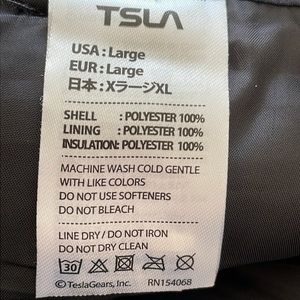 TSLA
USA : Large
EUR : Large
日本 : XラージXL
SHELL : POLYESTER 100%
LINING : POLYESTER 100%
INSULATION: POLYESTER 100%
MACHINE WASH COLD GENTLE
WITH LIKE COLORS
DO NOT USE SOFTENERS
DO NOT BLEACH
LINE DRY / DO NOT IRON
DO NOT DRY CLEAN
30
© TeslaGears, Inc. RN154068